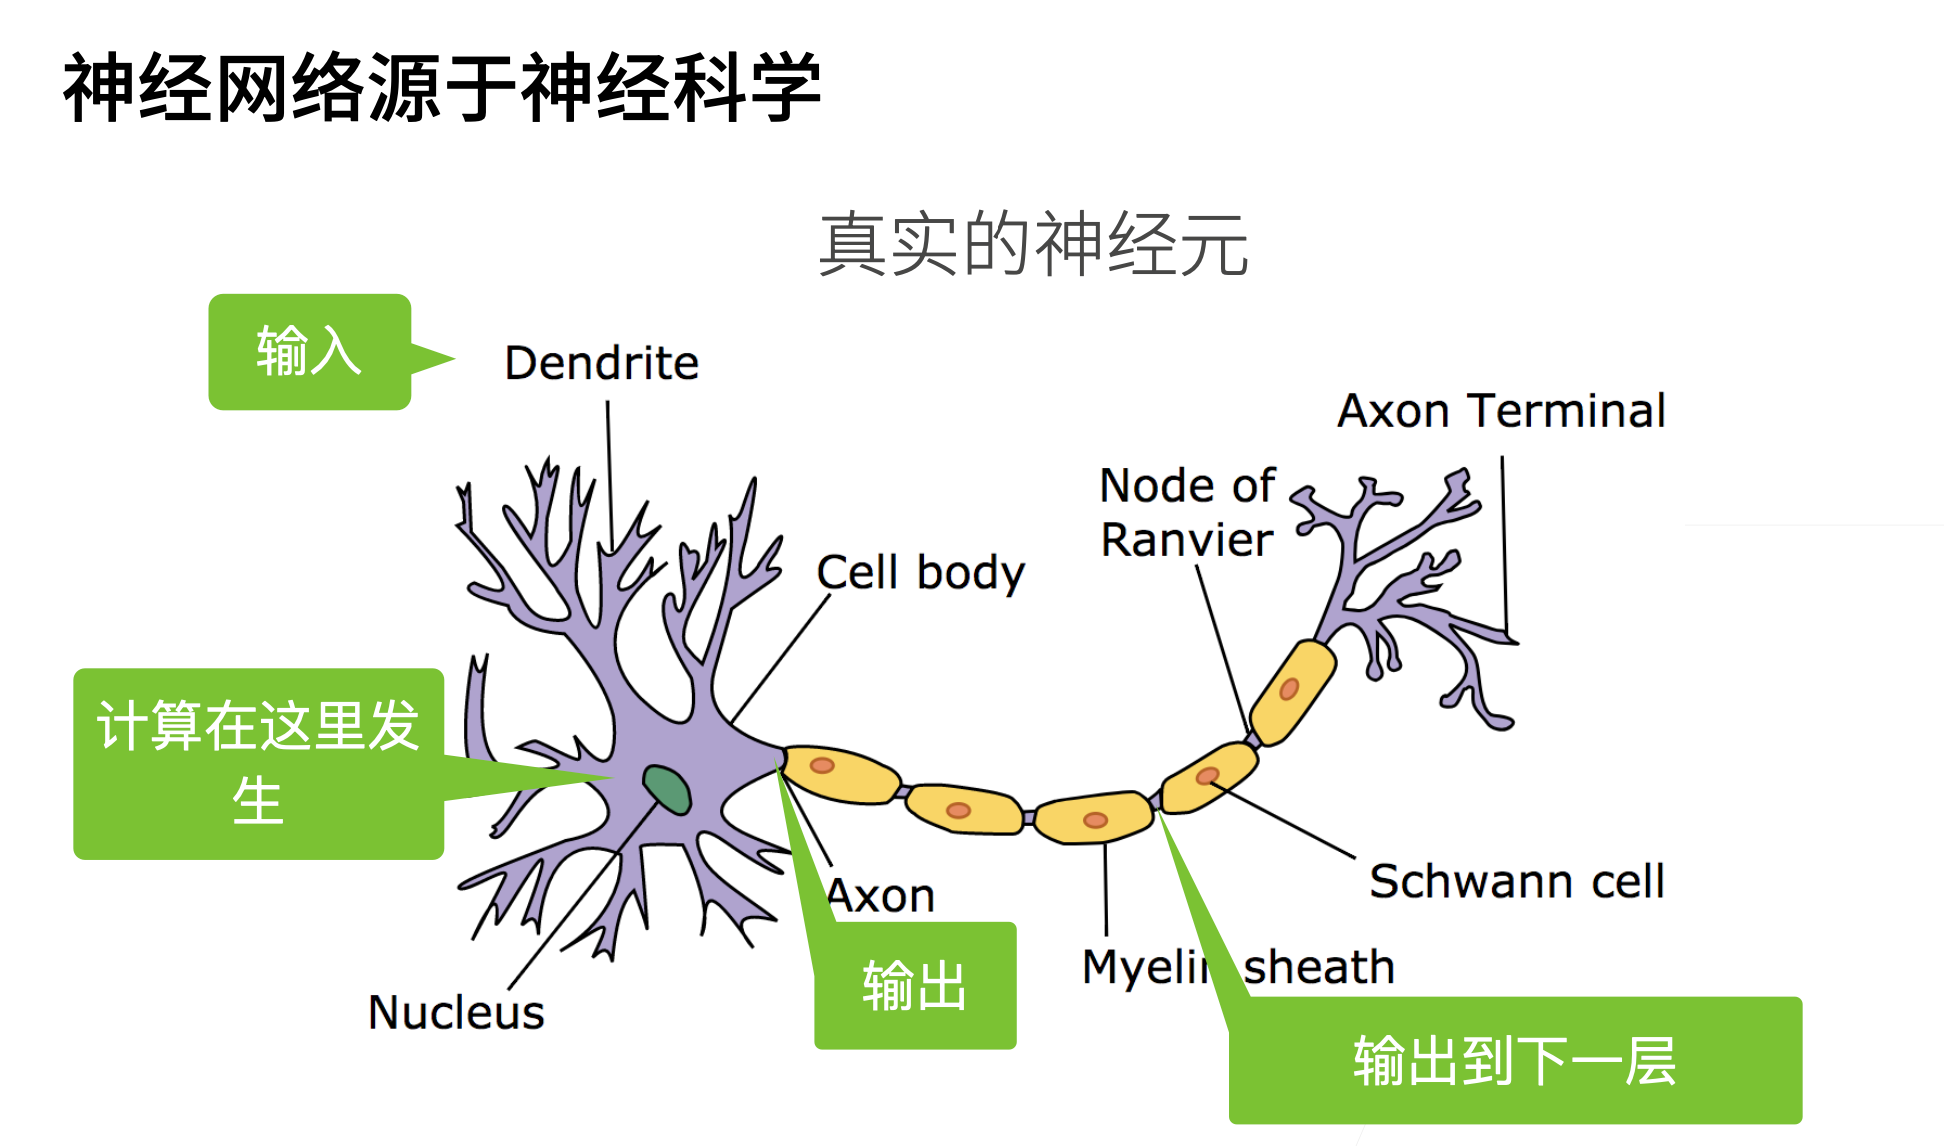 神经网络源于神经科学
真实的神经元
输入
Dendrite
Axon Terminal
Node of
Ranvier
Cell body
计算在这里发
生
Axon
Schwann cell
输出
Myelin sheath
Nucleus
输出到下一层